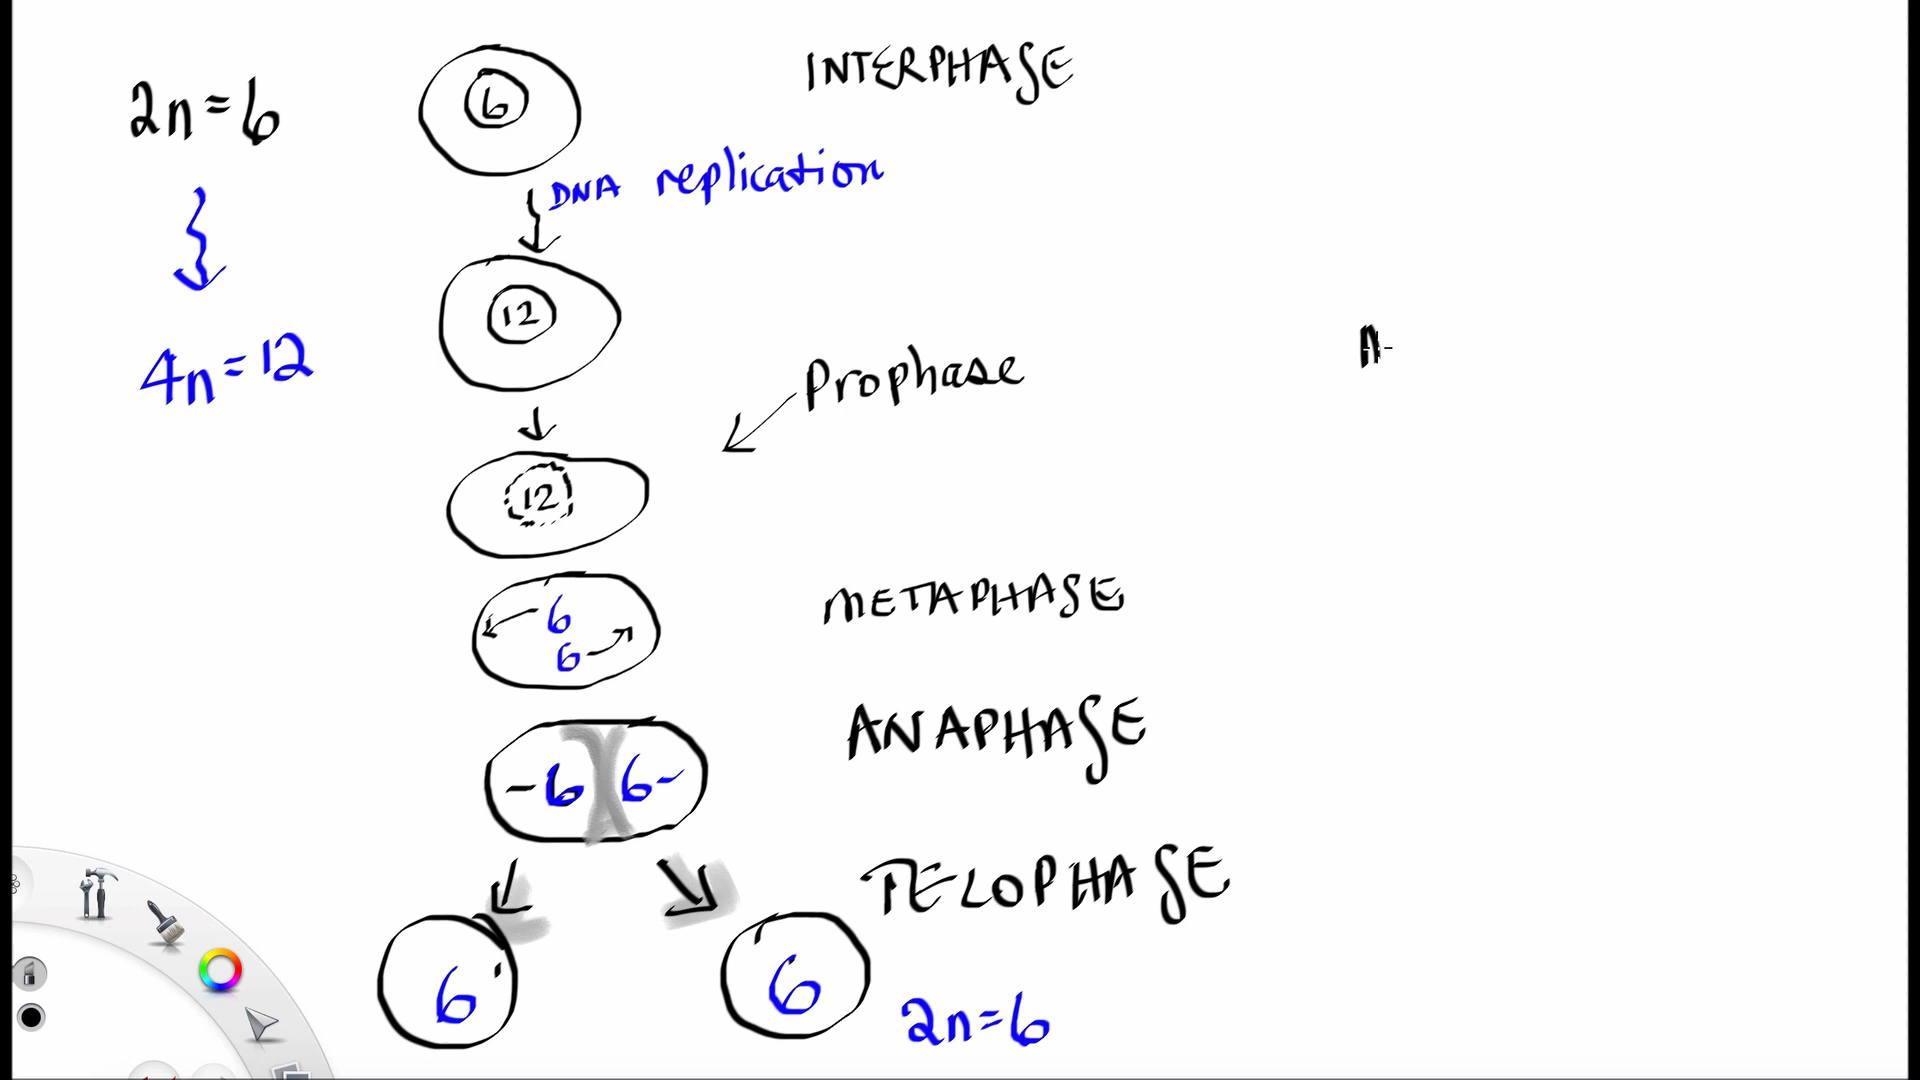 2n=6
6
INTERPHASE
DNA replication
12
4n=12
Prophase
12
6
6
METAPHASE
-6 6-
ANAPHASE
TELOPHASE
6
6
2n=6